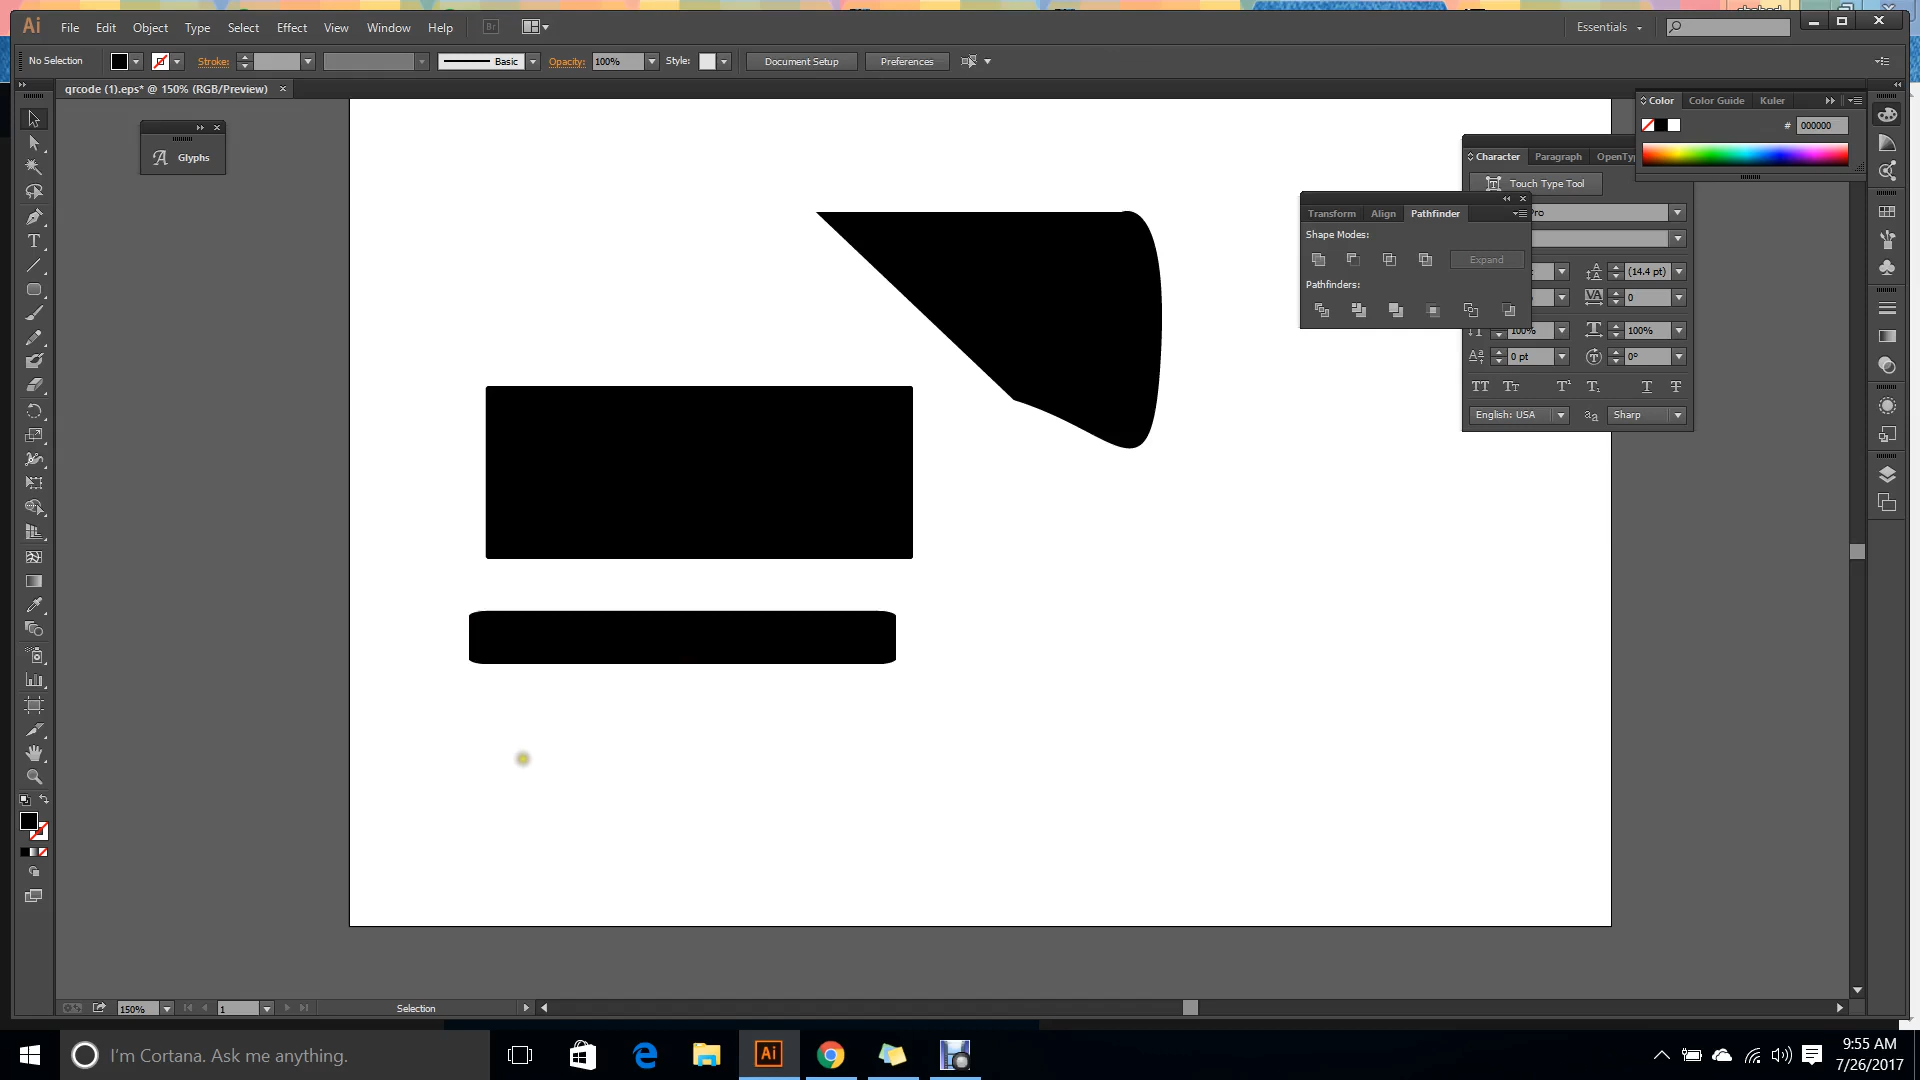 Ai File Edit Object Type Select Effect View Window Help Br Essentials
No Selection Stroke: Basic Opacity: 100% Style: Document Setup Preferences
qrcode (1).eps* @ 150% (RGB/Preview)
Color Color Guide Kuler
# 000000
Glyphs
Character Paragraph OpenTyp
Touch Type Tool
Transform Align Pathfinder
Pro
Shape Modes:
Expand
(14.4 pt)
Pathfinders:
0
100% 100%
0 pt 0°
English: USA Sharp
150% 1 Selection
I'm Cortana. Ask me anything.
9:55 AM
7/26/2017